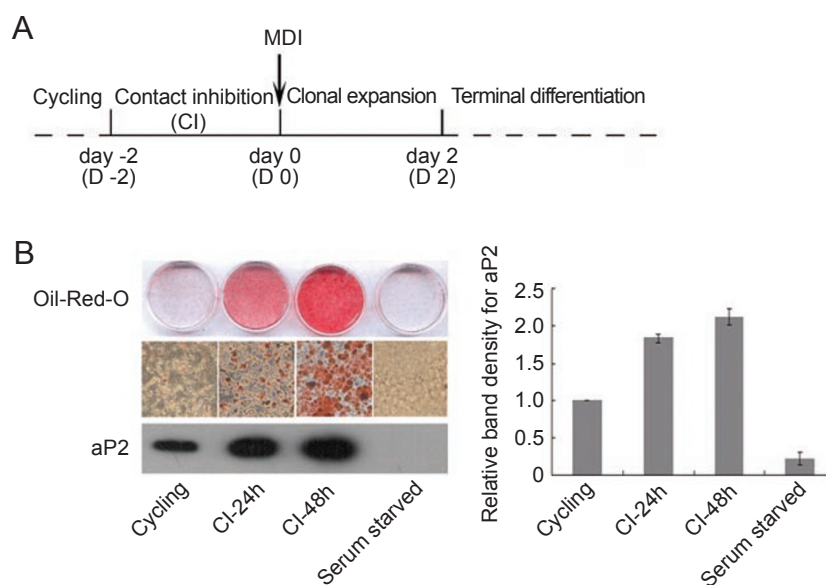 A
MDI
Cycling Contact inhibition Clonal expansion Terminal differentiation
(CI)
day -2 day 0 day 2
(D -2) (D 0) (D 2)
B
Oil-Red-O
aP2
Cycling
CI-24h
CI-48h
Serum starved
Relative band density for aP2
2.5
2.0
1.5
1.0
0.5
0
Cycling
CI-24h
CI-48h
Serum starved